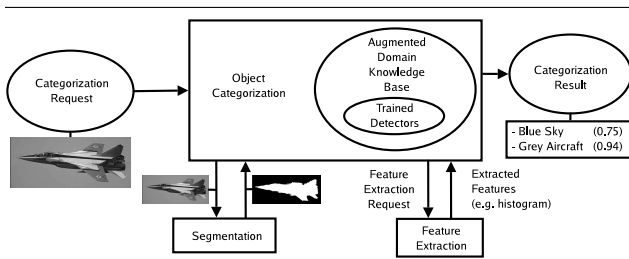 Categorization
Request
Object
Categorization
Augmented
Domain
Knowledge
Base
Trained
Detectors
Categorization
Result
- Blue Sky (0.75)
- Grey Aircraft (0.94)
Segmentation
Feature
Extraction
Request
Extracted
Features
(e.g. histogram)
Feature
Extraction